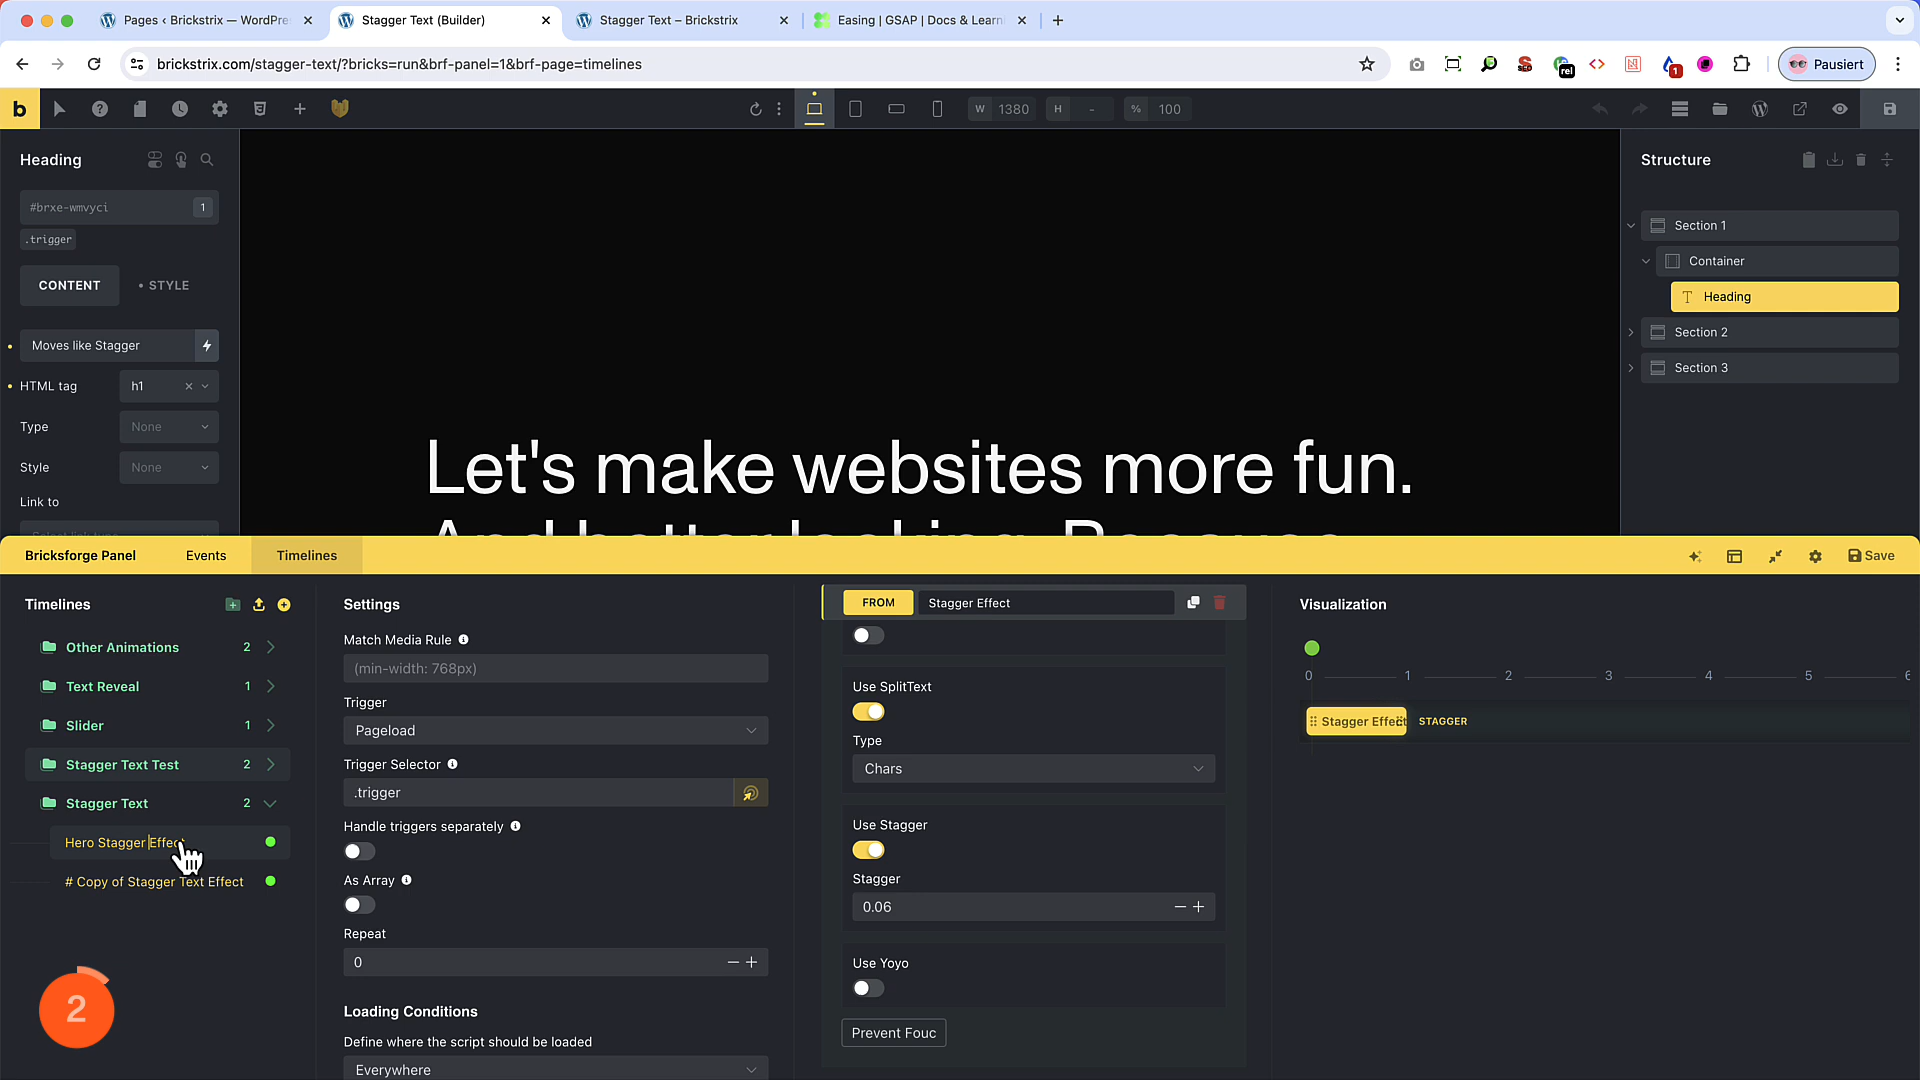 Pages ‹ Brickstrix — WordPre
Stagger Text (Builder)
Stagger Text – Brickstrix
Easing | GSAP | Docs & Learn
brickstrix.com/stagger-text/?bricks=run&brf-panel=1&brf-page=timelines
rel
1
Pausiert
b
W 1380
H -
% 100
Heading
#brxe-wmvyci 1
.trigger
CONTENT
• STYLE
Moves like Stagger
HTML tag h1
Type None
Style None
Link to
Let's make websites more fun.
And better looking. Because
Structure
Section 1
Container
Heading
Section 2
Section 3
Bricksforge Panel
Events
Timelines
Save
Timelines
Other Animations 2
Text Reveal 1
Slider 1
Stagger Text Test 2
Stagger Text 2
Hero Stagger Effect
# Copy of Stagger Text Effect
2
Settings
Match Media Rule
(min-width: 768px)
Trigger
Pageload
Trigger Selector
.trigger
Handle triggers separately
As Array
Repeat
0
Loading Conditions
Define where the script should be loaded
Everywhere
FROM Stagger Effect
Use SplitText
Type
Chars
Use Stagger
Stagger
0.06
Use Yoyo
Prevent Fouc
Visualization
0 1 2 3 4 5 6
Stagger Effect STAGGER